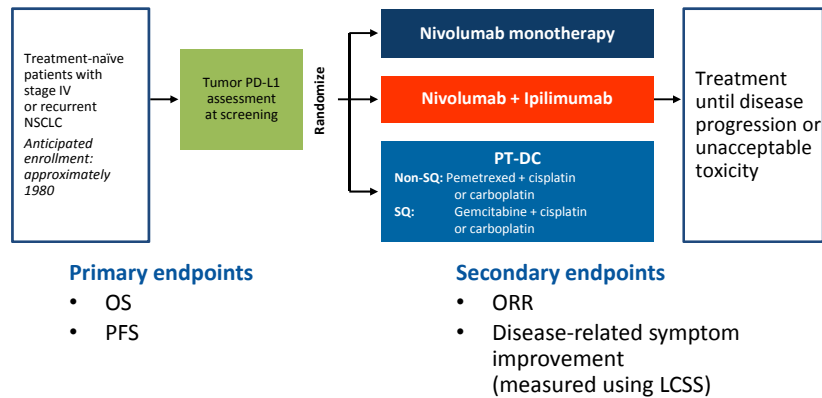 Treatment-naïve
patients with
stage IV
or recurrent
NSCLC
Anticipated
enrollment:
approximately
1980
Tumor PD-L1
assessment
at screening
Randomize
Nivolumab monotherapy
Nivolumab + Ipilimumab
PT-DC
Non-SQ: Pemetrexed + cisplatin
or carboplatin
SQ: Gemcitabine + cisplatin
or carboplatin
Treatment
until disease
progression or
unacceptable
toxicity
Primary endpoints
• OS
• PFS
Secondary endpoints
• ORR
• Disease-related symptom
improvement
(measured using LCSS)